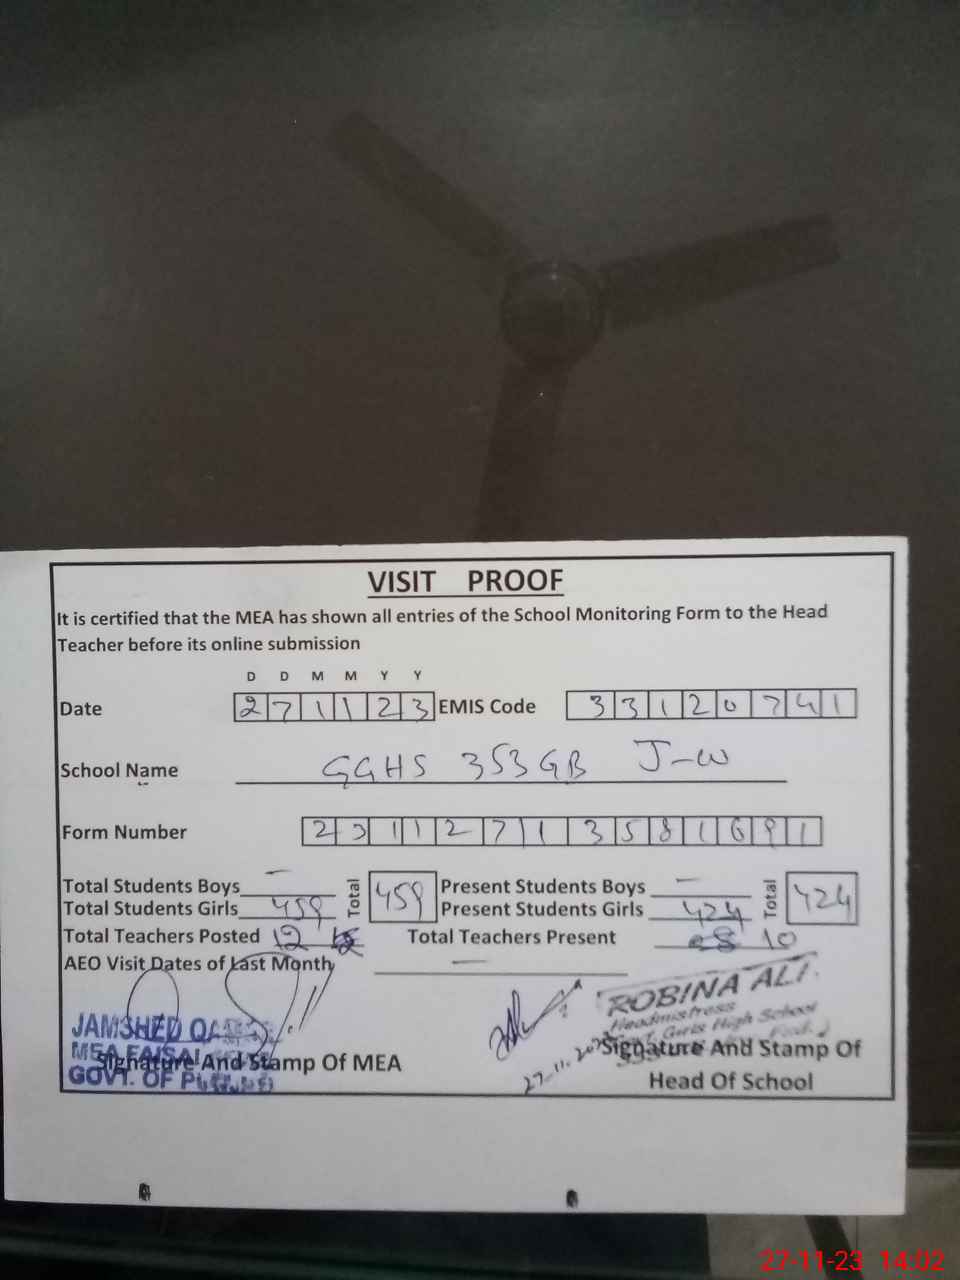 VISIT PROOF
It is certified that the MEA has shown all entries of the School Monitoring Form to the Head
Teacher before its online submission
D D M M Y Y
Date 2 7 1 1 2 3 EMIS Code 3 3 1 2 0 7 4 1
School Name GGHS 353 GB J-W
Form Number 2 3 1 1 2 7 1 3 5 8 1 6 9 1
Total Students Boys — Total 459 Present Students Boys — Total 424
Total Students Girls 459 Present Students Girls 424
Total Teachers Posted 12 Total Teachers Present 10
AEO Visit Dates of Last Month —
JAMSHED
MEA FAISAL
GOVT. OF
Signature And Stamp Of MEA
ROBINA ALI
Headmistress
Girls High School
27.11.
Signature And Stamp Of
Head Of School
27-11-23 14:02